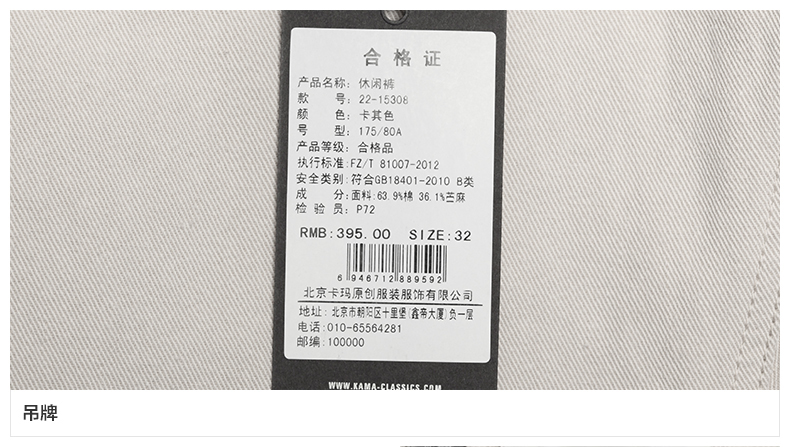 合格证
产品名称: 休闲裤
款 号: 22-15308
颜 色: 卡其色
号 型: 175/80A
产品等级: 合格品
执行标准:FZ/T 81007-2012
安全类别:符合GB18401-2010 B类
成 分:面料:63.9%棉 36.1%苎麻
检 验 员: P72
RMB:395.00 SIZE:32
6 946712 889592
北京卡玛原创服装服饰有限公司
地址: 北京市朝阳区十里堡(鑫帝大厦)负一层
电话:010-65564281
邮编:100000
WWW.KAMA-CLASSICS.COM
吊牌